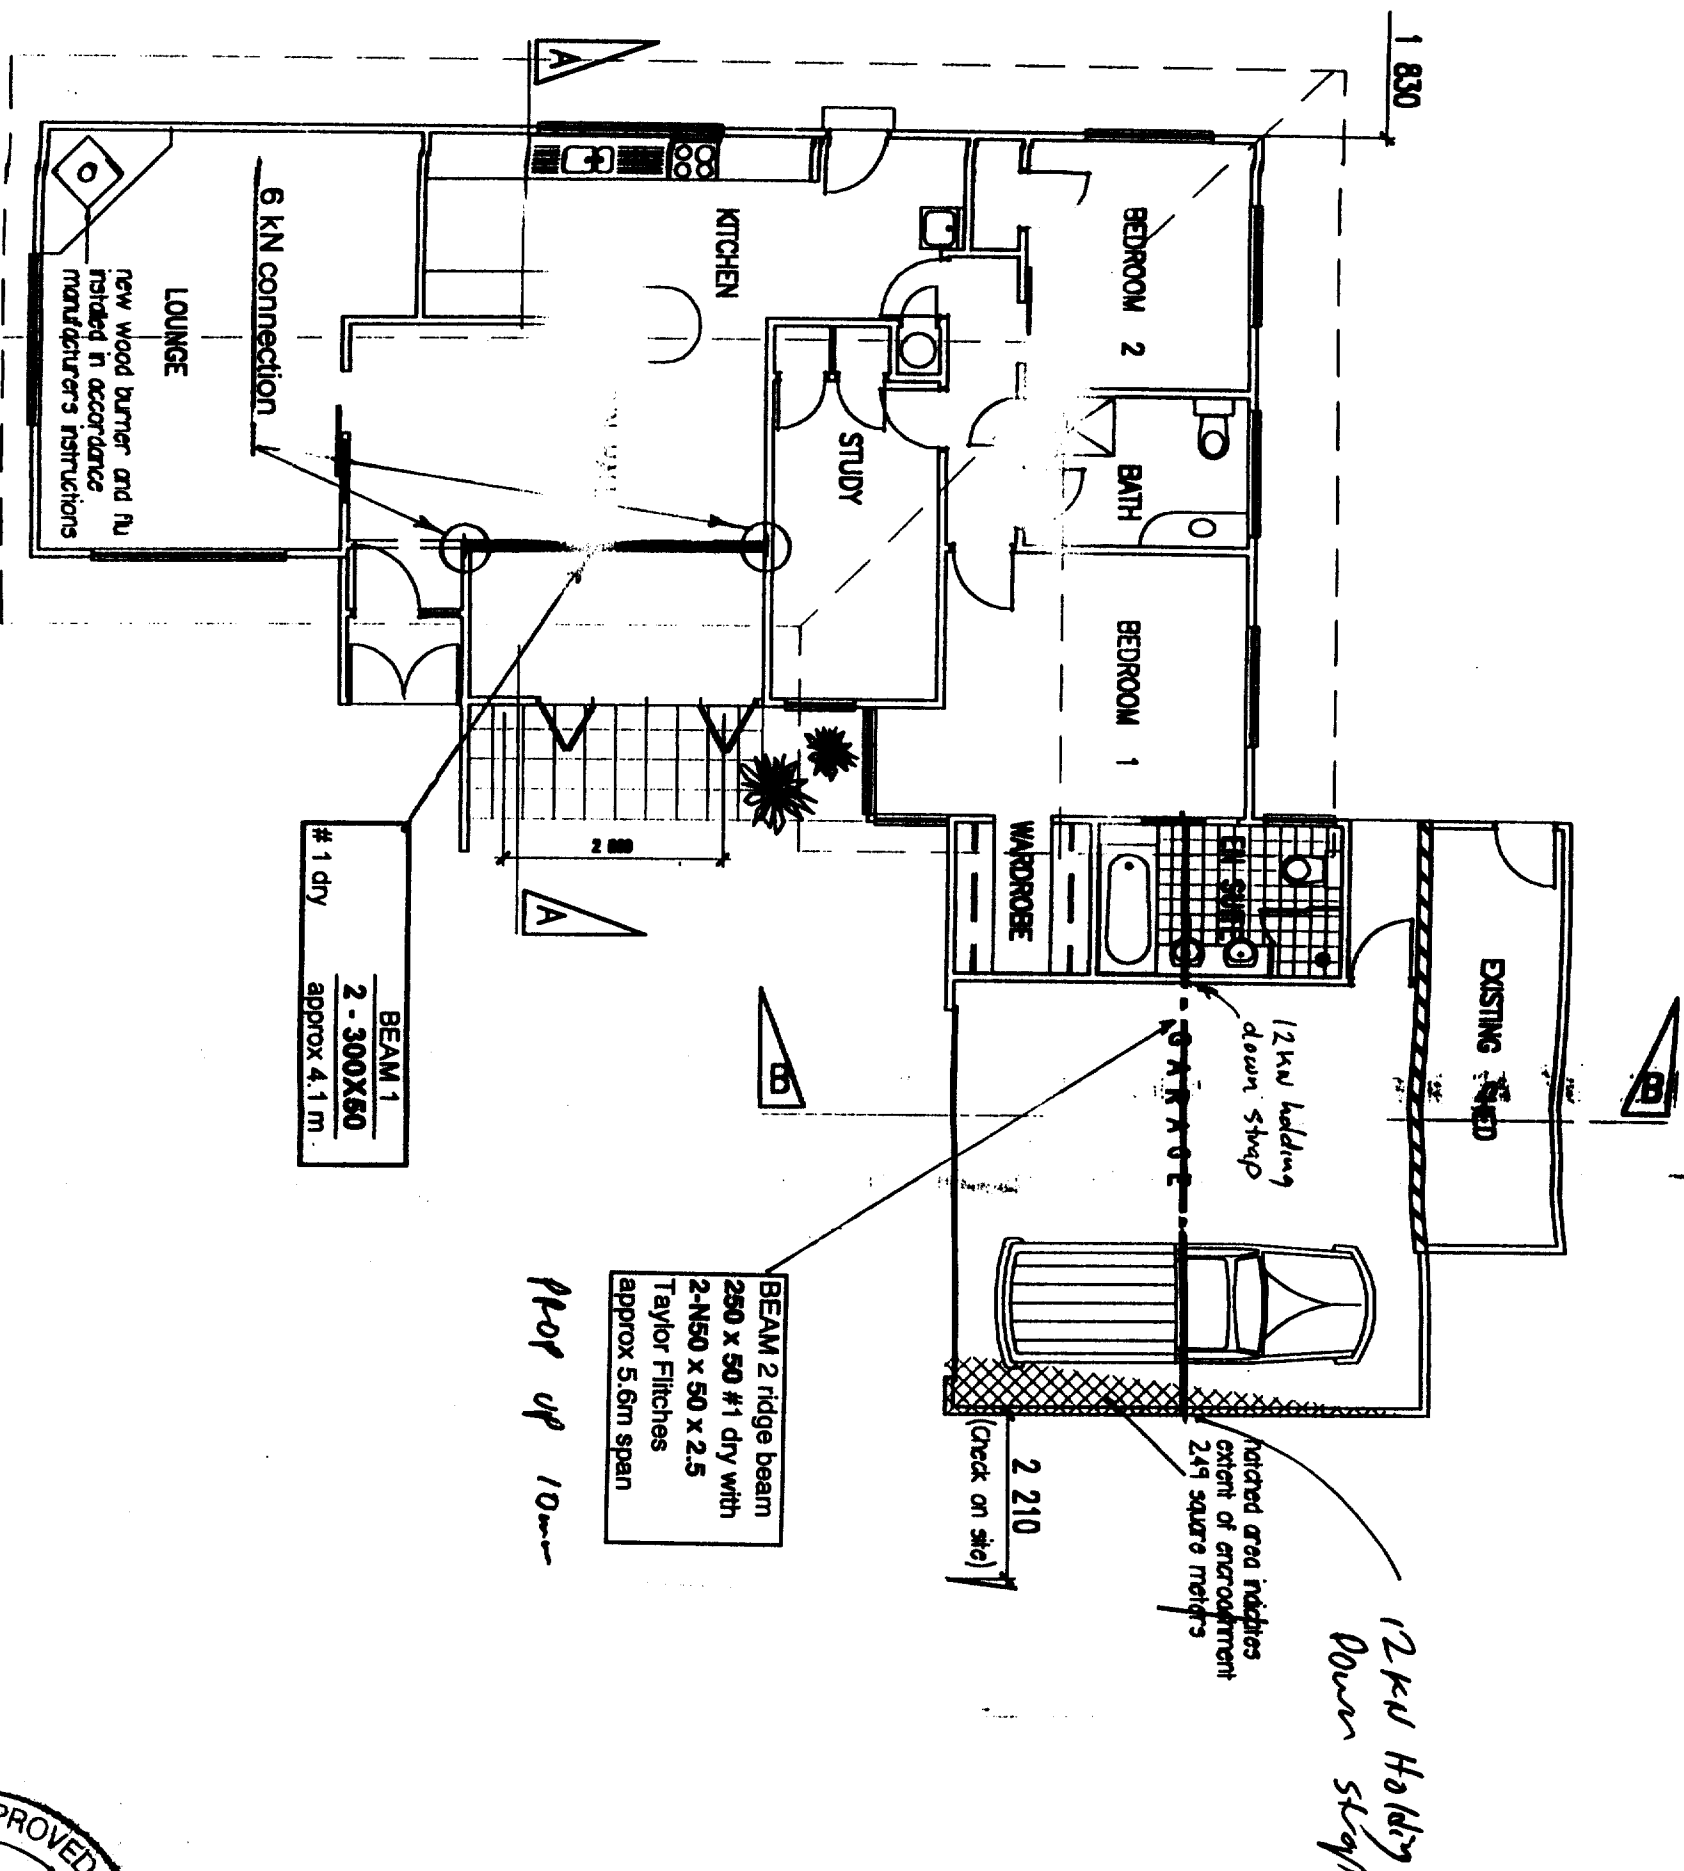 1 830
A
BEDROOM 2
KITCHEN
LOUNGE
6 kN connection
new wood burner and flu
installed in accordance
manufacturers instructions
STUDY
BATH
BEDROOM 1
WARDROBE
EN SUITE
EXISTING SHED
B
12KN holding
down strap
GARAGE
A
B
BEAM 1
2 - 300X50
# 1 dry approx 4.1 m
BEAM 2 ridge beam
250 x 50 #1 dry with
2-N50 x 50 x 2.5
Taylor Flitches
approx 5.6m span
PROP UP 10mm
2 210
(Check on site)
hatched area indicates
extent of encroachment
2.49 square meters
12KN Holding
Down strap
PROVED